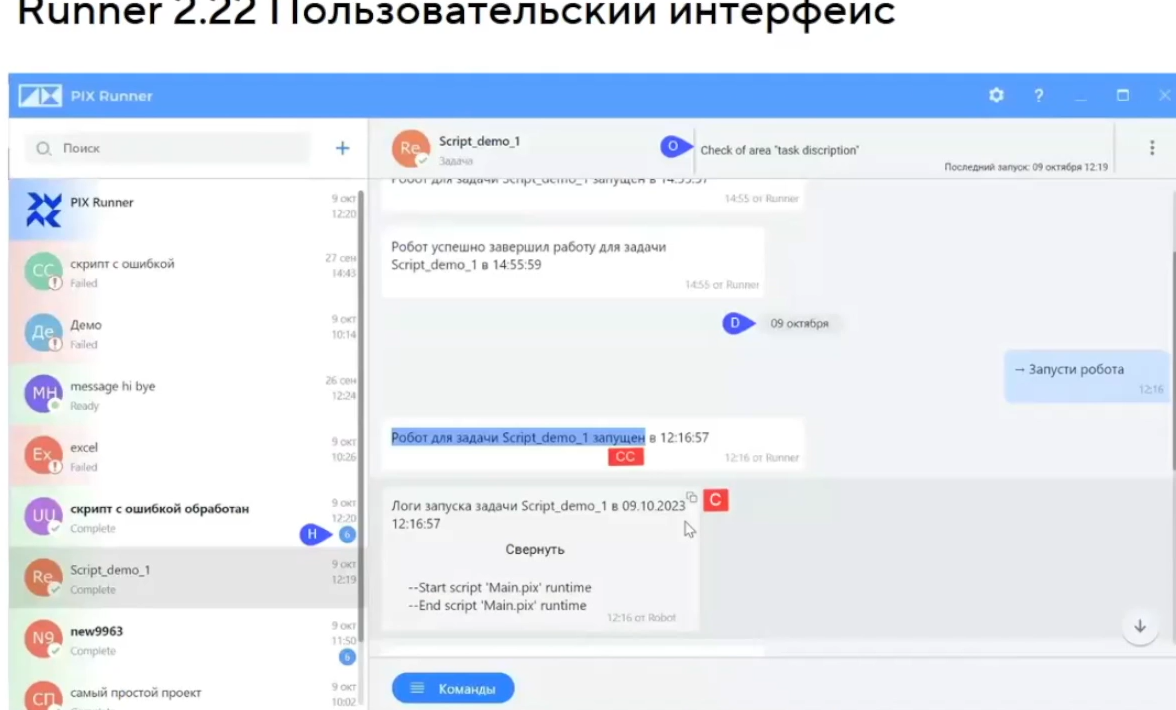 Runner 2.22 Пользовательский интерфейс
PIX Runner
?
Поиск
+
Re
Script_demo_1
Задача
O
Check of area "task discription"
Последний запуск: 09 октября 12:19
PIX Runner
9 окт
12:20
CC
скрипт с ошибкой
Failed
27 сен
14:43
Де
Демо
Failed
9 окт
10:14
MH
message hi bye
Ready
26 сен
12:24
Ex
excel
Failed
9 окт
10:26
UU
скрипт с ошибкой обработан
Complete
9 окт
12:20
H
6
Re
Script_demo_1
Complete
9 окт
12:19
N9
new9963
Complete
9 окт
11:50
6
СП
самый простой проект
9 окт
10:02
Робот для задачи Script_demo_1 запущен в 14:55:57
14:55 от Runner
Робот успешно завершил работу для задачи
Script_demo_1 в 14:55:59
14:55 от Runner
D
09 октября
→ Запусти робота
12:16
Робот для задачи Script_demo_1 запущен в 12:16:57
CC
12:16 от Runner
Логи запуска задачи Script_demo_1 в 09.10.2023
12:16:57
C
Свернуть
--Start script 'Main.pix' runtime
--End script 'Main.pix' runtime
12:16 от Robot
Команды